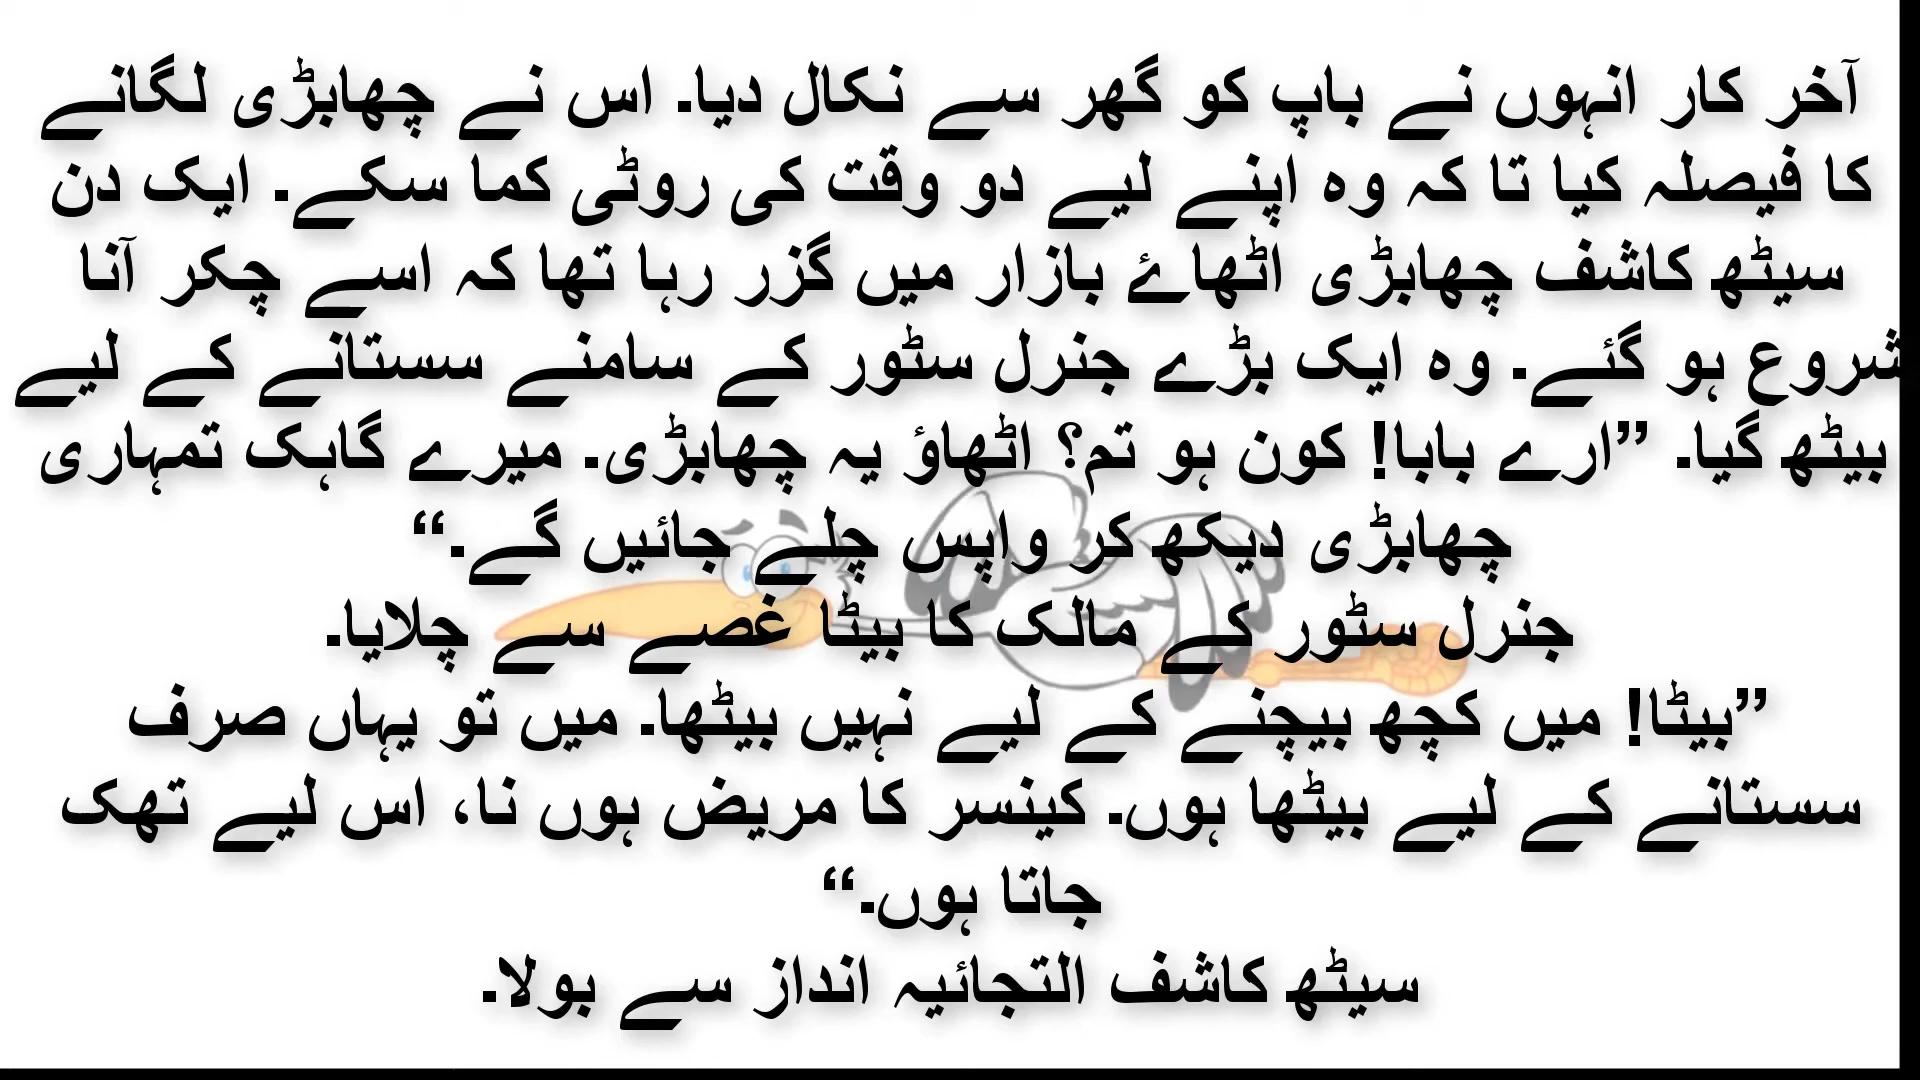 آخر کار انہوں نے باپ کو گھر سے نکال دیا۔ اس نے چھابڑی لگانے
کا فیصلہ کیا تا کہ وہ اپنے لیے دو وقت کی روٹی کما سکے۔ ایک دن
سیٹھ کاشف چھابڑی اٹھاۓ بازار میں گزر رہا تھا کہ اسے چکر آنا
شروع ہو گئے۔ وہ ایک بڑے جنرل سٹور کے سامنے سستانے کے لیے
بیٹھ گیا۔ ”ارے بابا! کون ہو تم؟ اٹھاؤ یہ چھابڑی۔ میرے گاہک تمہاری
چھابڑی دیکھ کر واپس چلے جائیں گے۔“
جنرل سٹور کے مالک کا بیٹا غصے سے چلایا۔
”بیٹا! میں کچھ بیچنے کے لیے نہیں بیٹھا۔ میں تو یہاں صرف
سستانے کے لیے بیٹھا ہوں۔ کینسر کا مریض ہوں نا، اس لیے تھک
جاتا ہوں۔“
سیٹھ کاشف التجائیہ انداز سے بولا۔